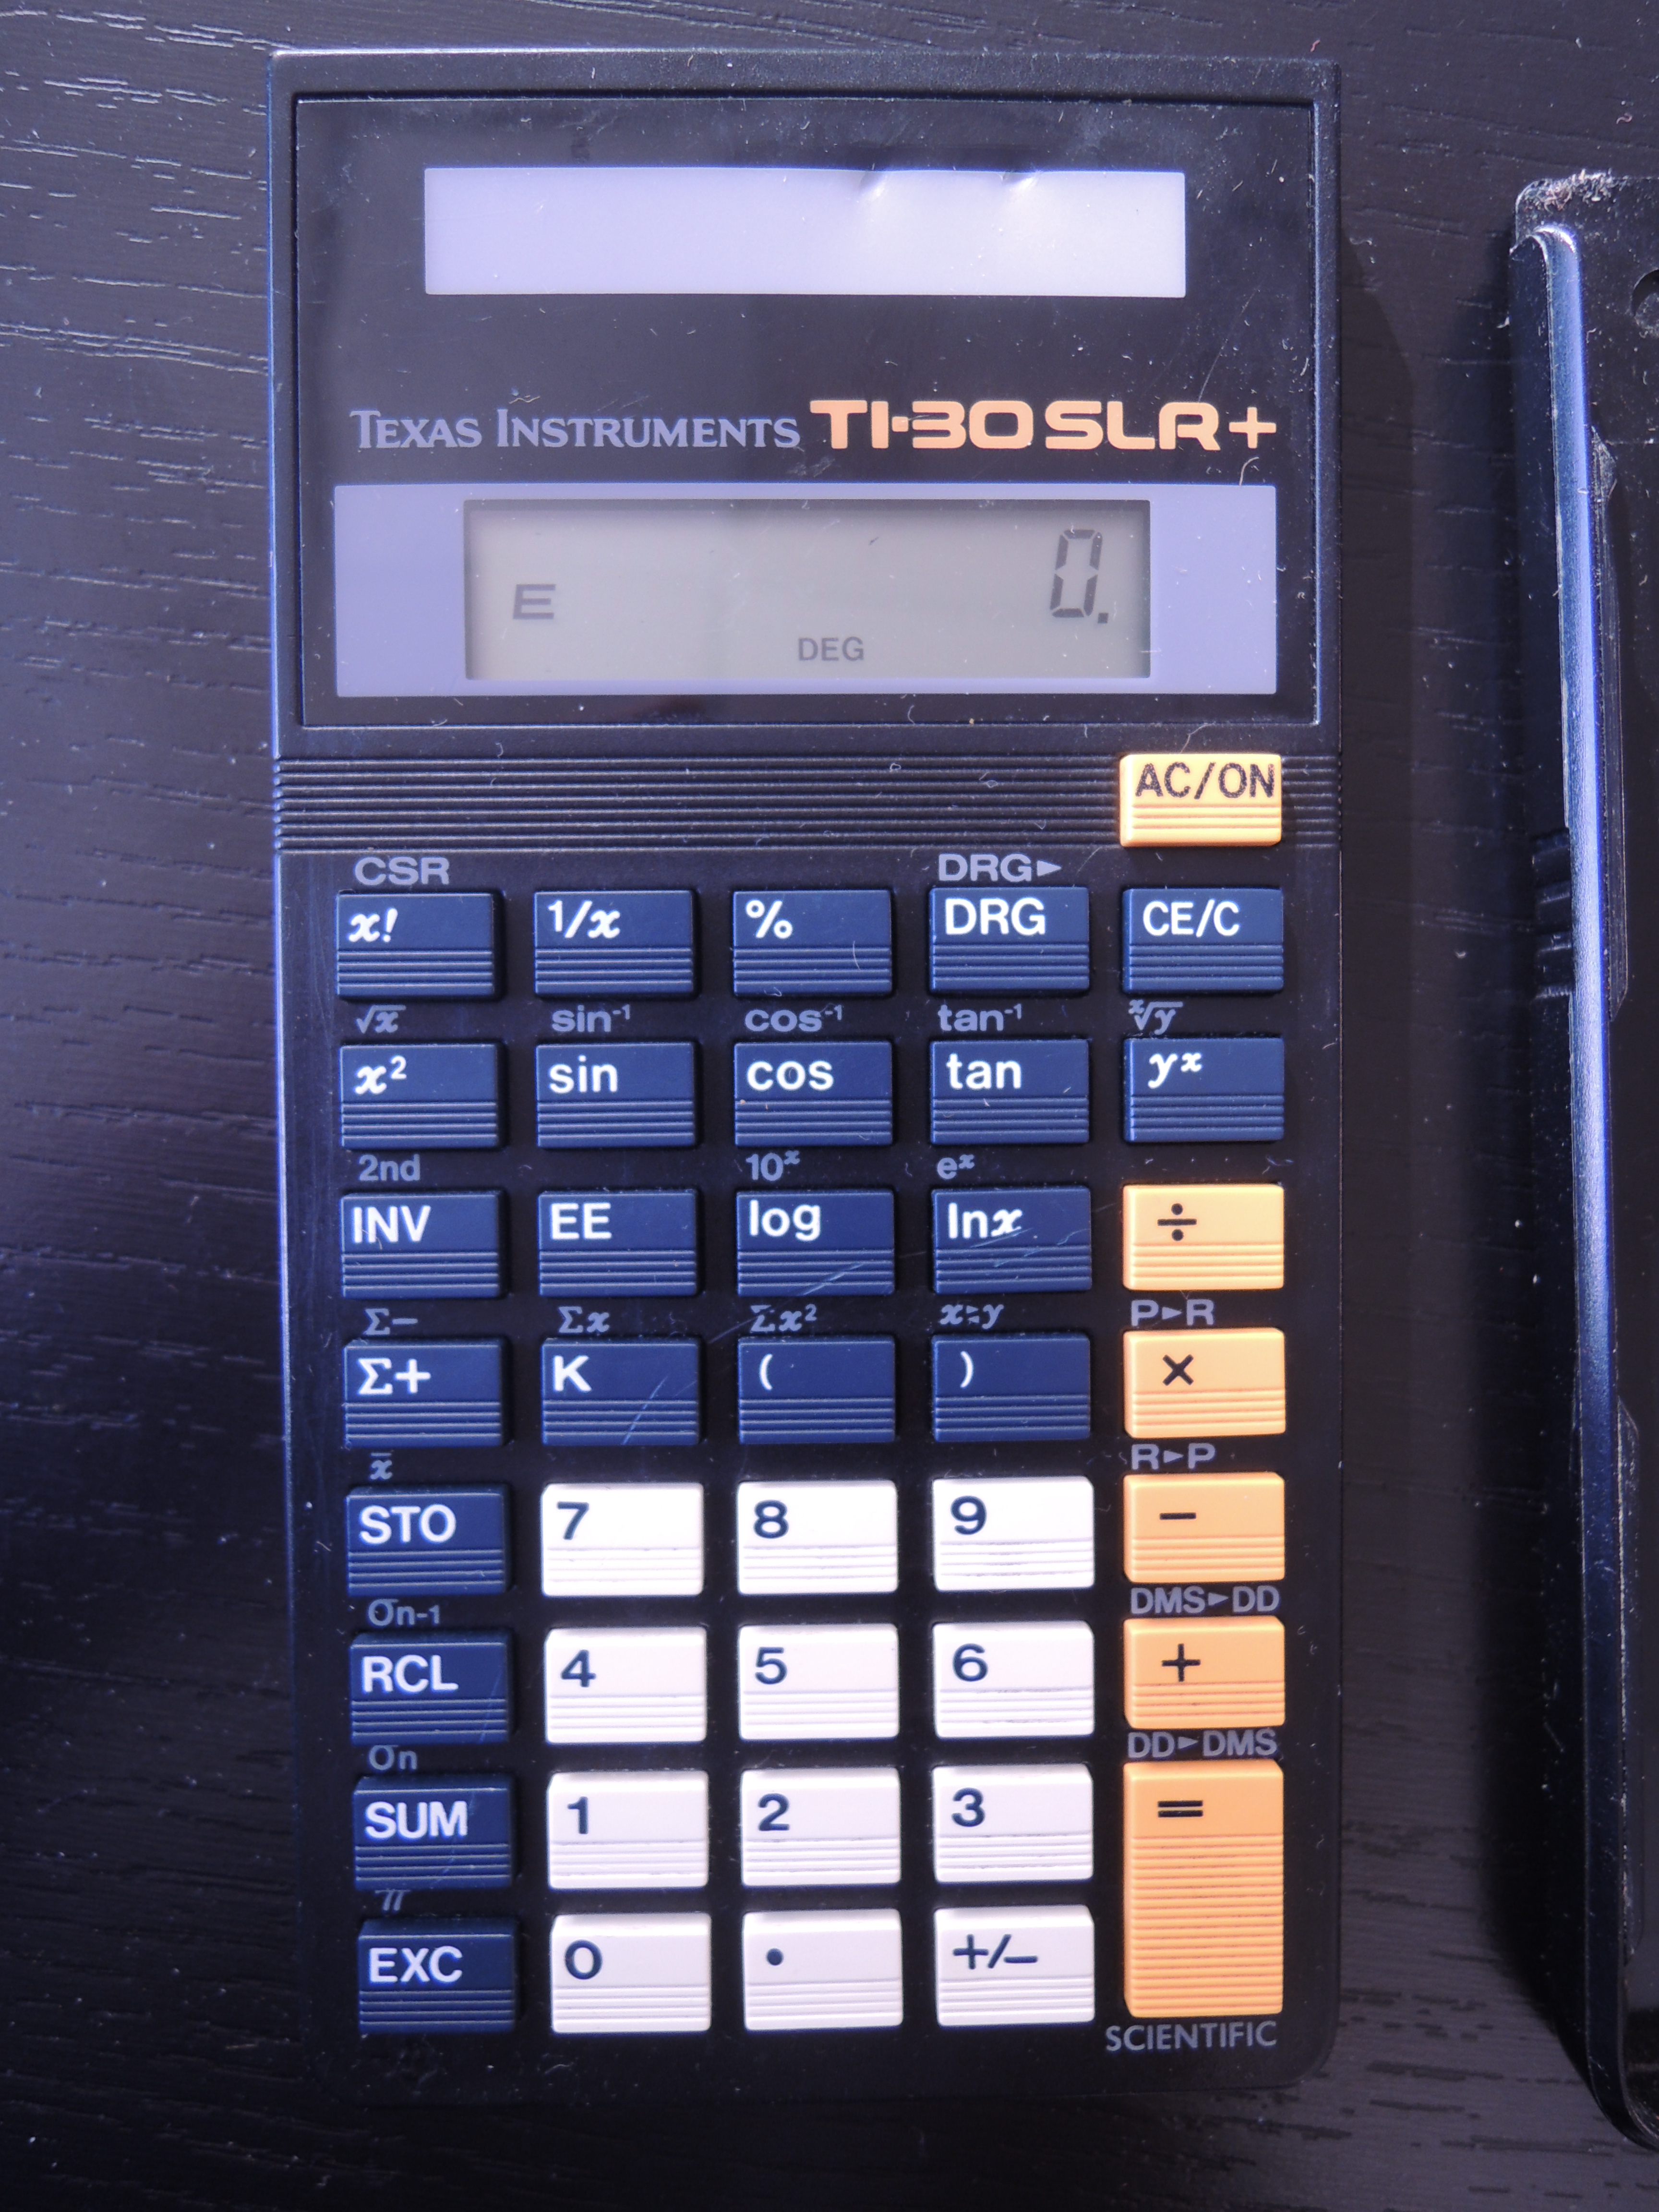 TEXAS INSTRUMENTS TI-30 SLR+
0.
E
DEG
AC/ON
CSR DRG▶
x! 1/x % DRG CE/C
√x sin⁻¹ cos⁻¹ tan⁻¹ ˣ√y
x² sin cos tan yˣ
2nd 10ˣ eˣ
INV EE log lnx ÷
Σ− Σx Σx² x⇄y P▶R
Σ+ K ( ) ×
x̄ R▶P
STO 7 8 9 −
σn-1 DMS▶DD
RCL 4 5 6 +
σn DD▶DMS
SUM 1 2 3 =
π
EXC 0 . +/−
SCIENTIFIC